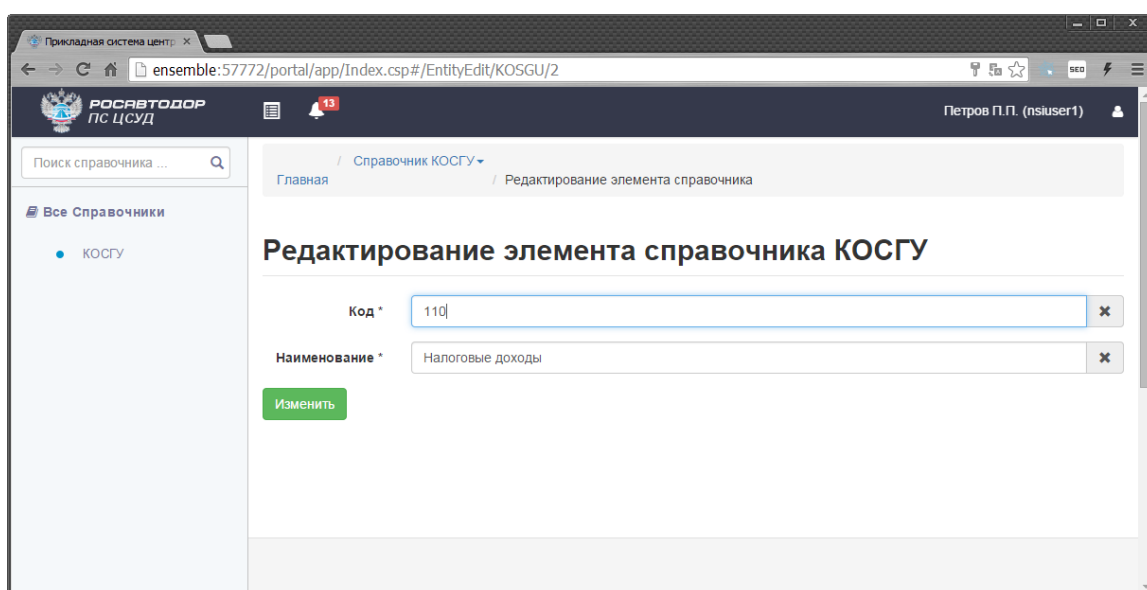 Прикладная система центр
ensemble:57772/portal/app/Index.csp#/EntityEdit/KOSGU/2
SEO
РОСАВТОДОР
ПС ЦСУД
13
Петров П.П. (nsiuser1)
Поиск справочника ...
/ Справочник КОСГУ
Главная / Редактирование элемента справочника
Все Справочники
КОСГУ
Редактирование элемента справочника КОСГУ
Код *
110
Наименование *
Налоговые доходы
Изменить